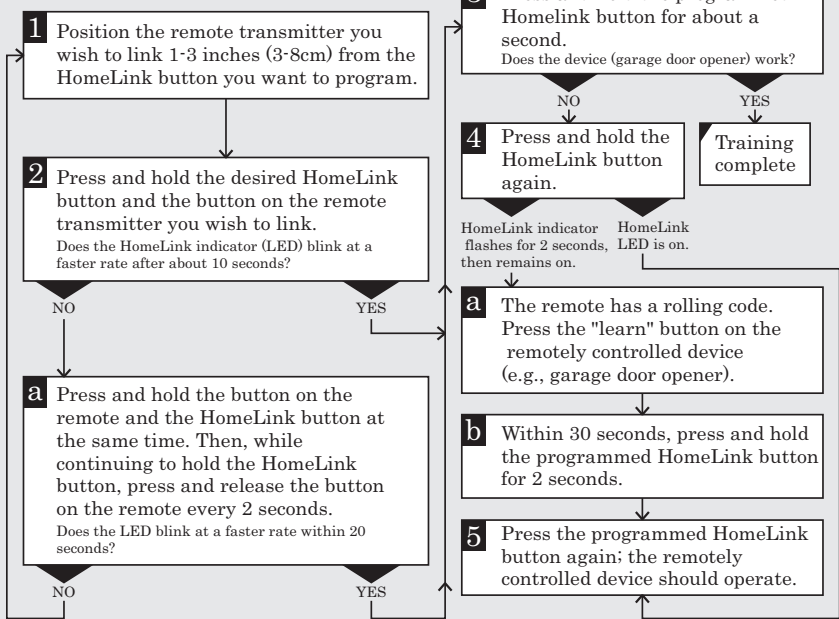 1
Position the remote transmitter you
wish to link 1-3 inches (3-8cm) from the
HomeLink button you want to program.
2
Press and hold the desired HomeLink
button and the button on the remote
transmitter you wish to link.
Does the HomeLink indicator (LED) blink at a
faster rate after about 10 seconds?
NO
YES
a
Press and hold the button on the
remote and the HomeLink button at
the same time. Then, while
continuing to hold the HomeLink
button, press and release the button
on the remote every 2 seconds.
Does the LED blink at a faster rate within 20
seconds?
NO
YES
Homelink button for about a
second.
Does the device (garage door opener) work?
NO
YES
4
Press and hold the
HomeLink button
again.
Training
complete
HomeLink indicator
flashes for 2 seconds,
then remains on.
HomeLink
LED is on.
a
The remote has a rolling code.
Press the "learn" button on the
remotely controlled device
(e.g., garage door opener).
b
Within 30 seconds, press and hold
the programmed HomeLink button
for 2 seconds.
5
Press the programmed HomeLink
button again; the remotely
controlled device should operate.